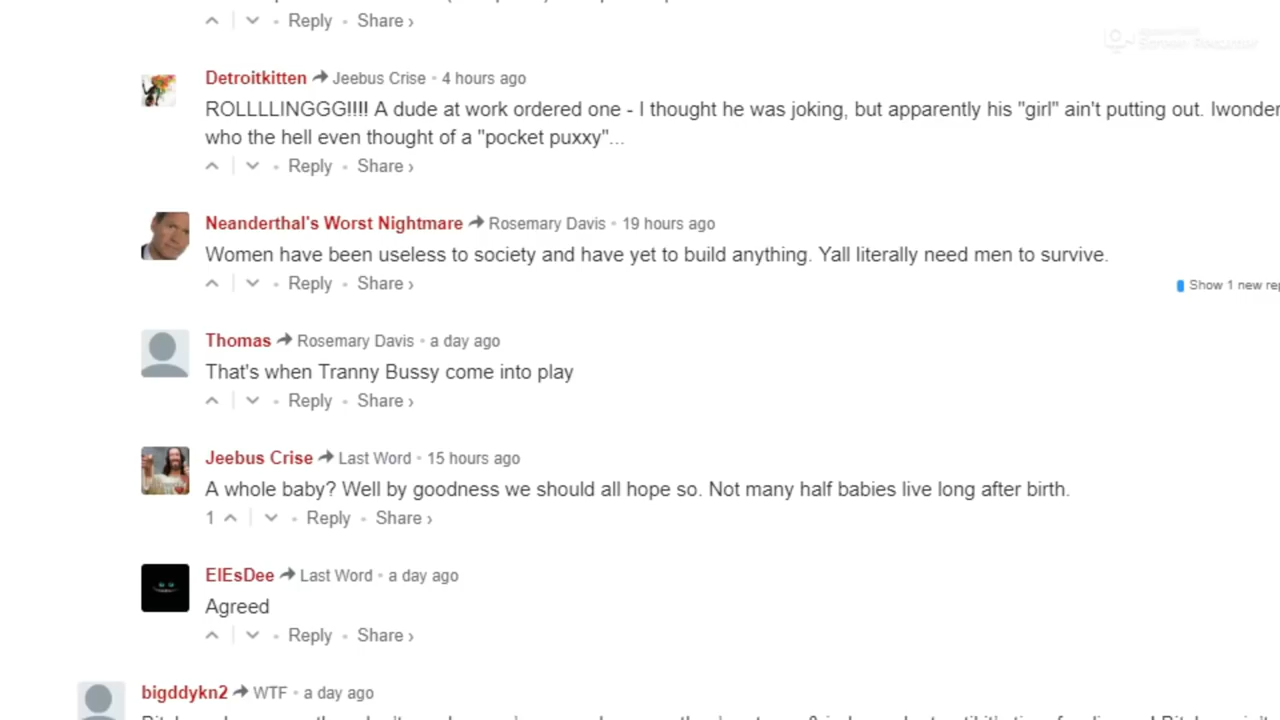 Reply • Share ›
Detroitkitten Jeebus Crise • 4 hours ago
ROLLLLINGGG!!!! A dude at work ordered one - I thought he was joking, but apparently his "girl" ain't putting out. Iwonder
who the hell even thought of a "pocket puxxy"...
Reply • Share ›
Neanderthal's Worst Nightmare Rosemary Davis • 19 hours ago
Women have been useless to society and have yet to build anything. Yall literally need men to survive.
Reply • Share ›
Show 1 new rep
Thomas Rosemary Davis • a day ago
That's when Tranny Bussy come into play
Reply • Share ›
Jeebus Crise Last Word • 15 hours ago
A whole baby? Well by goodness we should all hope so. Not many half babies live long after birth.
1 Reply • Share ›
ElEsDee Last Word • a day ago
Agreed
Reply • Share ›
bigddykn2 WTF • a day ago